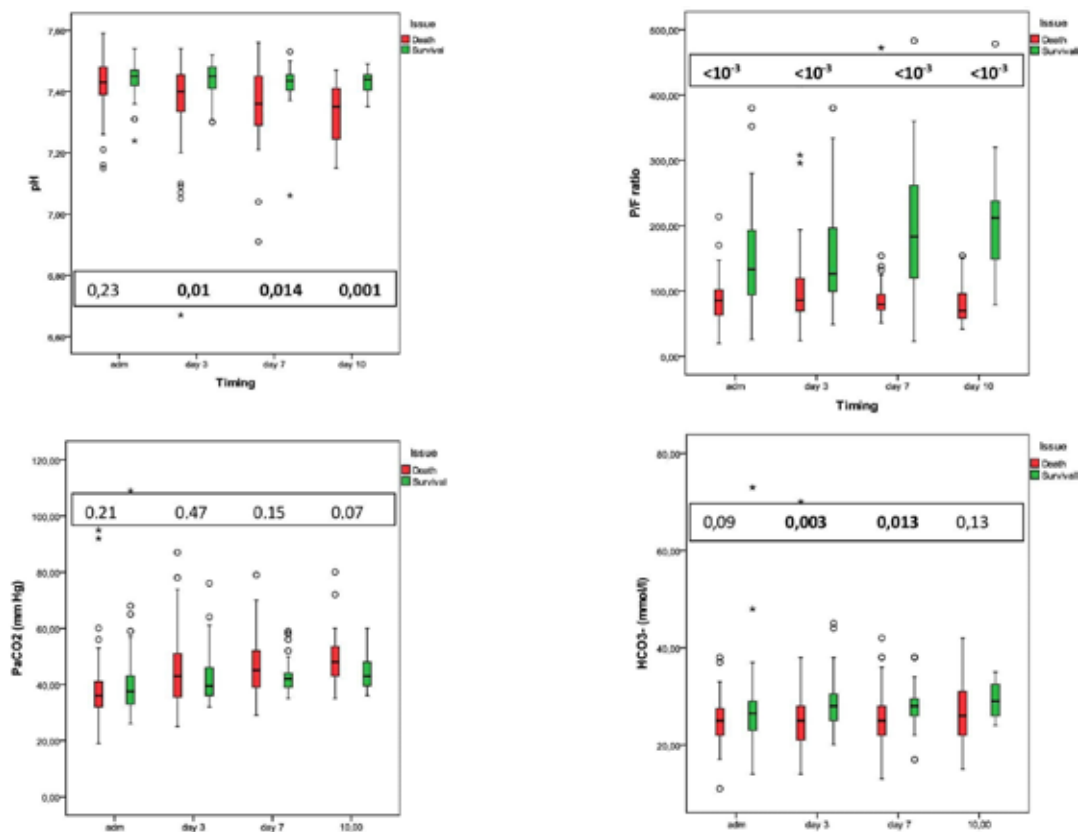 Issue
Death
Survival
7,60
7,40
7,20
7,00
6,80
6,60
pH
0,23 0,01 0,014 0,001
adm day 3 day 7 day 10
Timing
Issue
Death
Survival
500,00
400,00
300,00
200,00
100,00
0,00
P/F ratio
<10⁻³ <10⁻³ <10⁻³ <10⁻³
adm day 3 day 7 day 10
Timing
Issue
Death
Survival
120,00
100,00
80,00
60,00
40,00
20,00
0,00
PaCO2 (mm Hg)
0.21 0.47 0.15 0.07
adm day 3 day 7 10,00
Issue
Death
Survival
80,00
60,00
40,00
20,00
HCO3- (mmol/l)
0,09 0,003 0,013 0,13
adm day 3 day 7 10,00